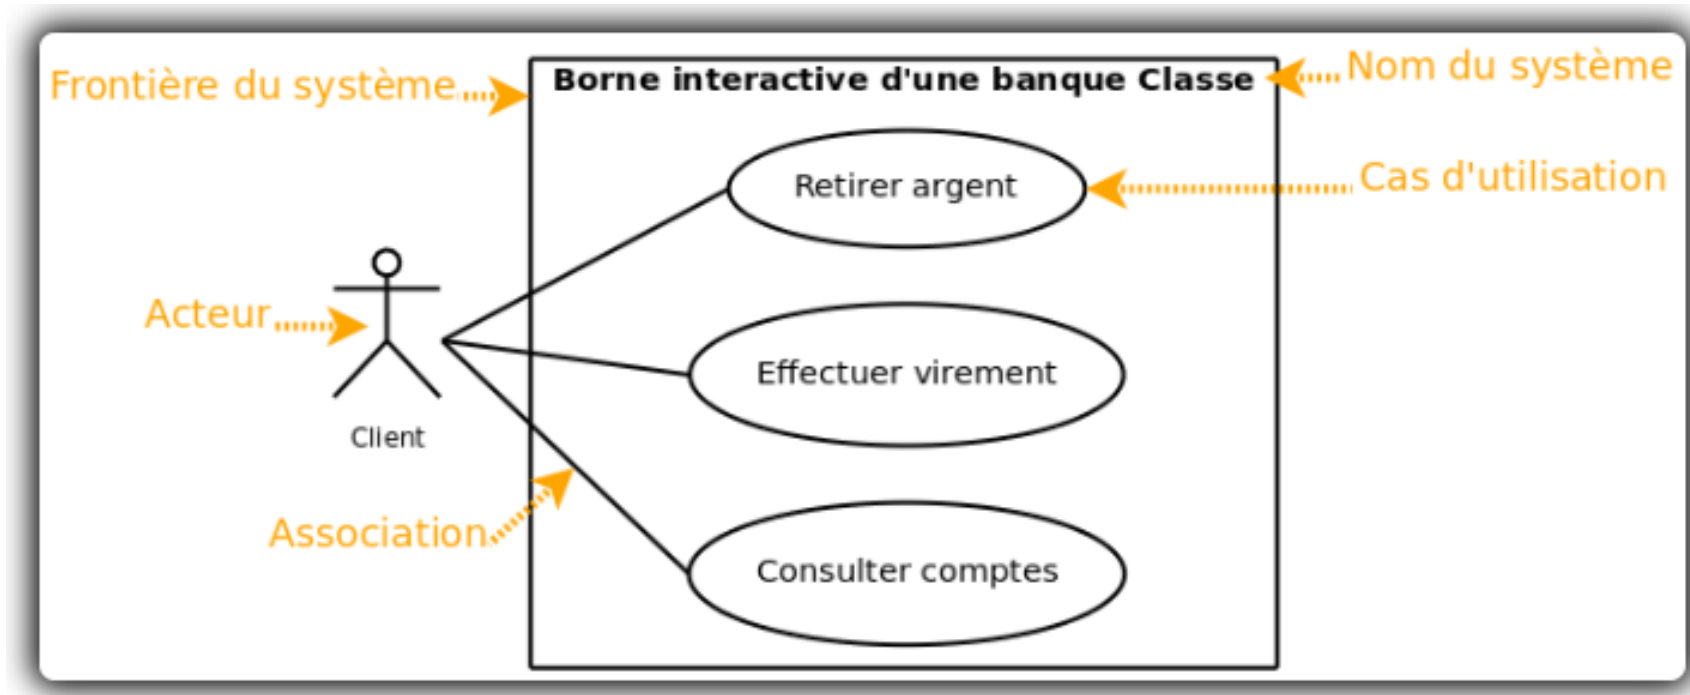 Frontière du système
Borne interactive d'une banque Classe
Nom du système
Retirer argent
Cas d'utilisation
Acteur
Effectuer virement
Client
Association
Consulter comptes